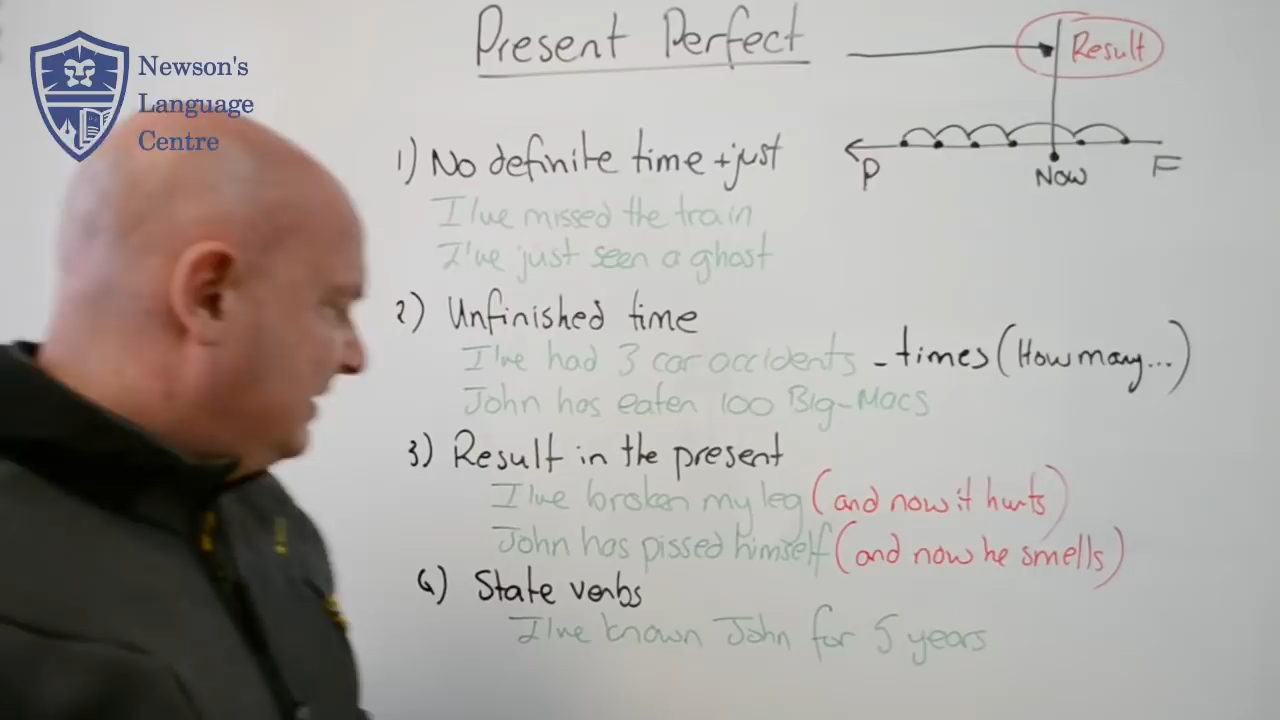 Newson's
Language
Centre
Present Perfect
Result
P
Now
F
1) No definite time + just
I've missed the train
I've just seen a ghost
2) Unfinished time
I've had 3 car accidents - times (How many...)
John has eaten 100 Big-Macs
3) Result in the present
I've broken my leg (and now it hurts)
John has pissed himself (and now he smells)
4) State verbs
I've known John for 5 years